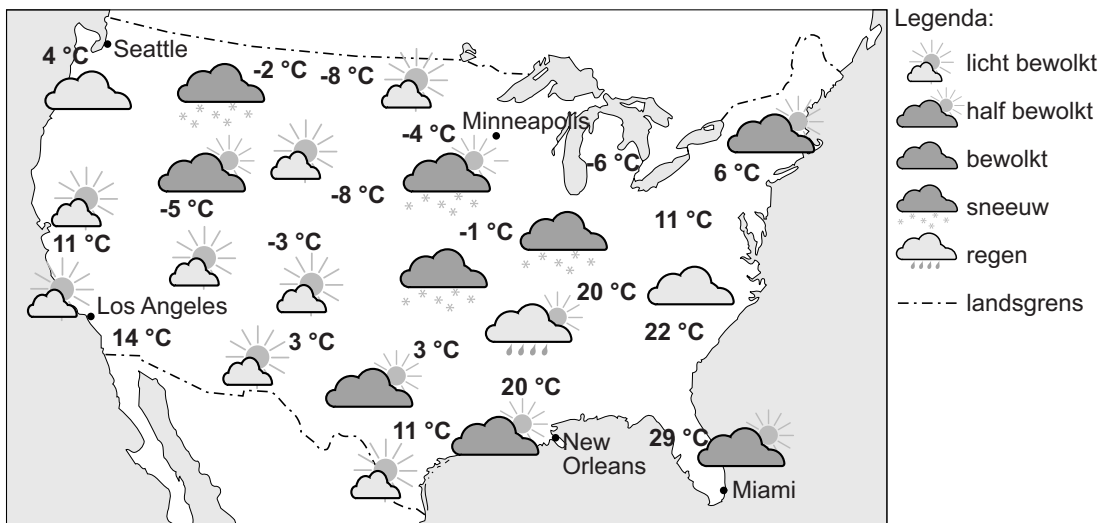 4 °C
Seattle
-2 °C
-8 °C
-4 °C
Minneapolis
-6 °C
6 °C
-5 °C
-8 °C
11 °C
11 °C
-3 °C
-1 °C
Los Angeles
14 °C
3 °C
3 °C
20 °C
22 °C
20 °C
11 °C
New
Orleans
29 °C
Miami
Legenda:
licht bewolkt
half bewolkt
bewolkt
sneeuw
regen
landsgrens